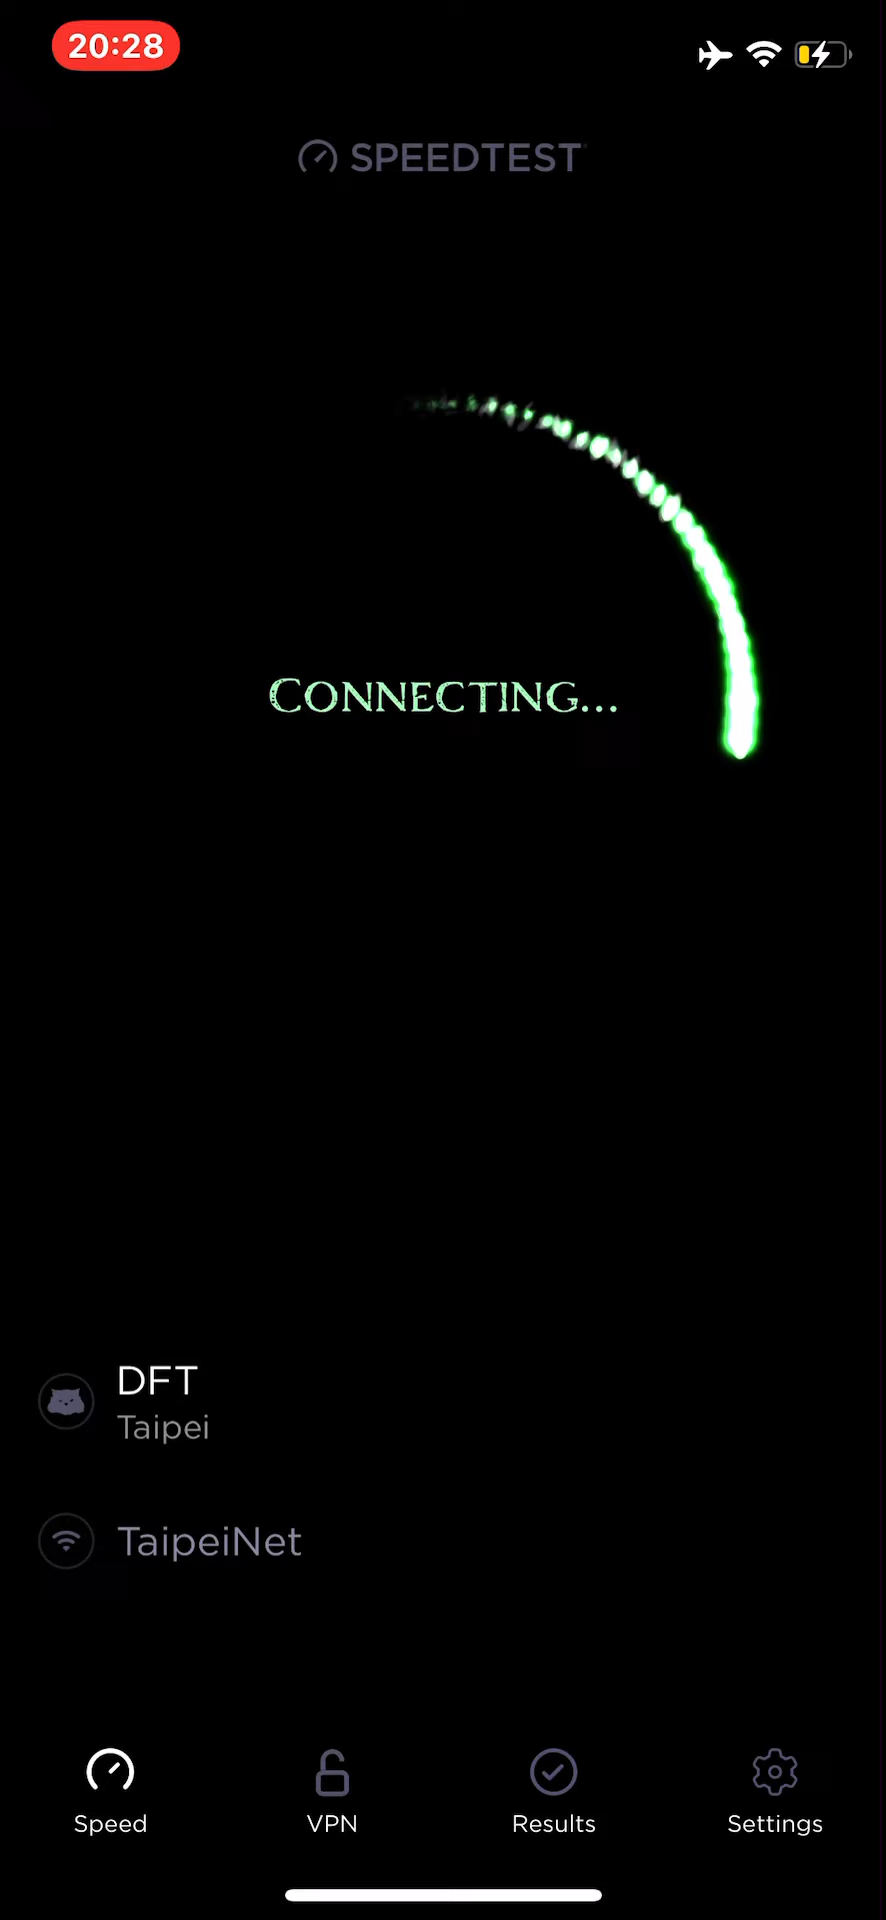 20:28
SPEEDTEST
CONNECTING...
DFT
Taipei
TaipeiNet
Speed
VPN
Results
Settings